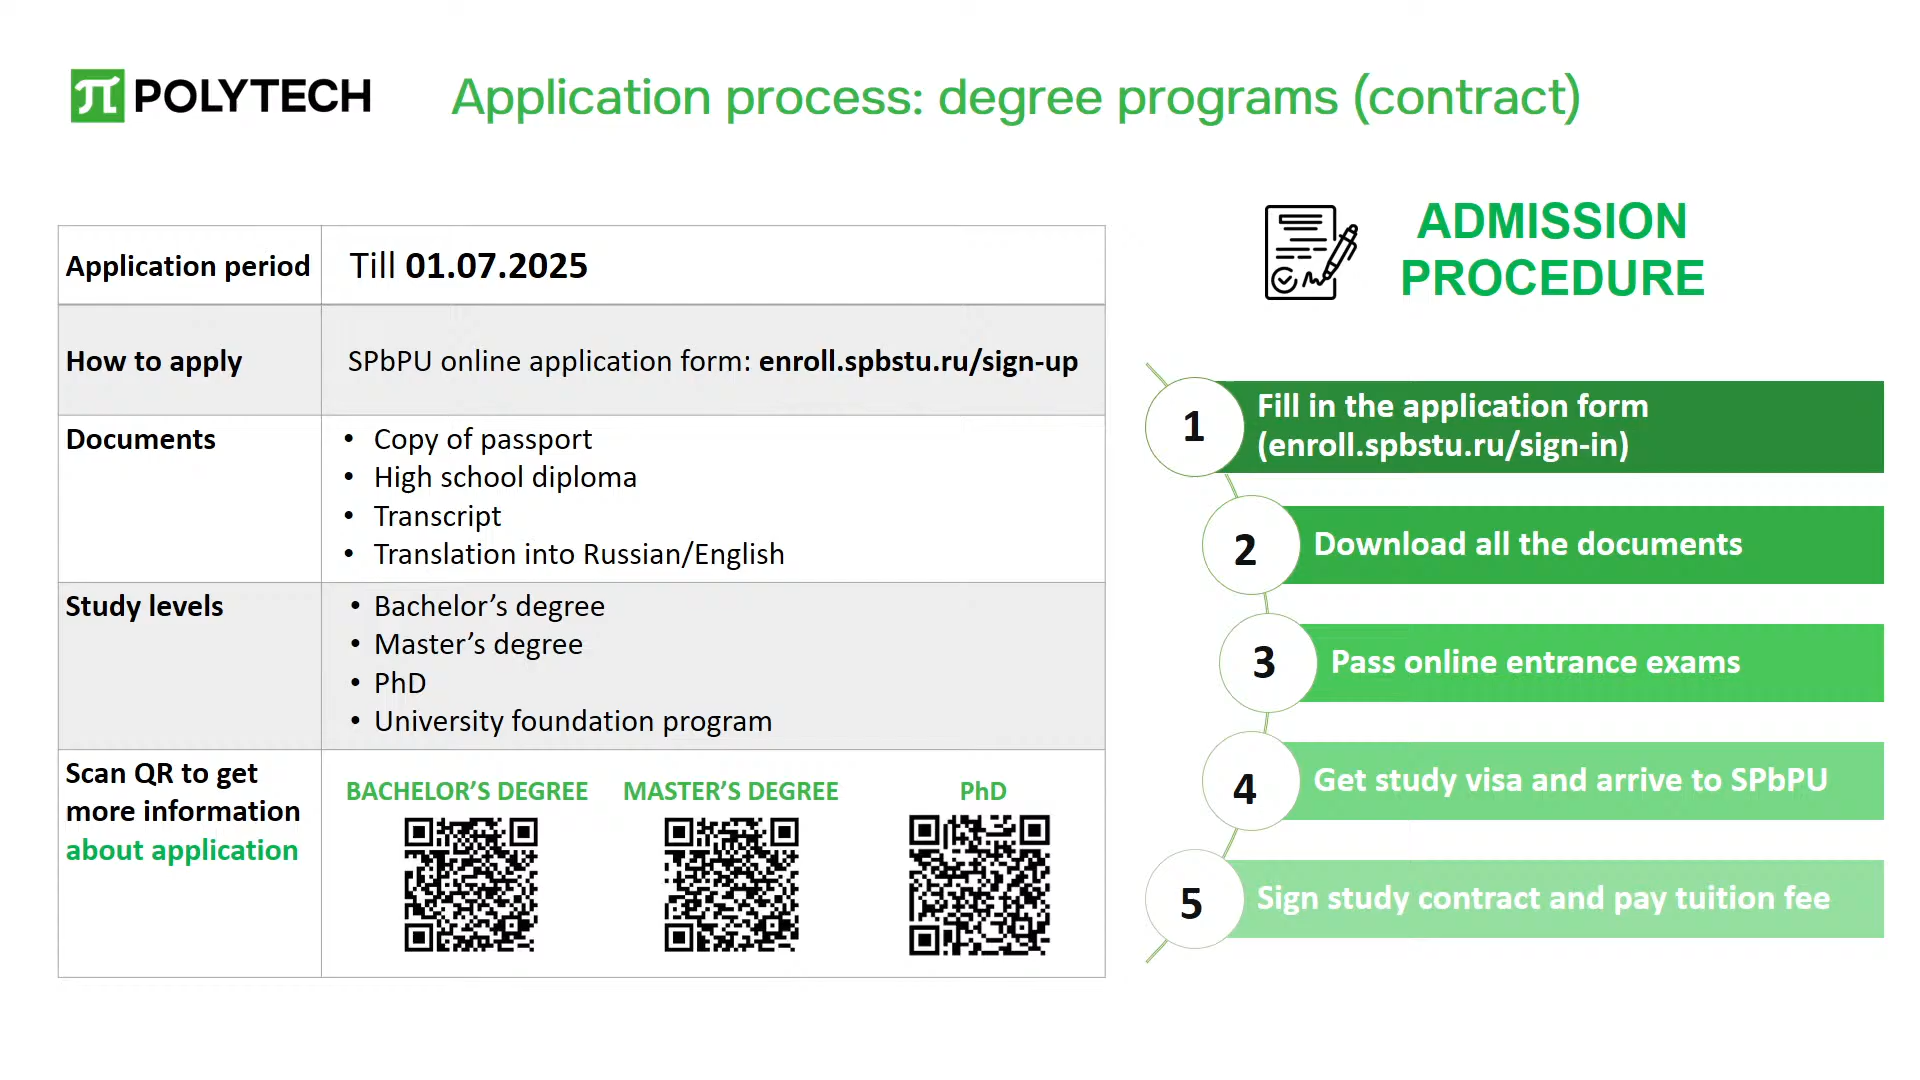 POLYTECH
Application process: degree programs (contract)
Application period
Till 01.07.2025
How to apply
SPbPU online application form: enroll.spbstu.ru/sign-up
Documents
• Copy of passport
• High school diploma
• Transcript
• Translation into Russian/English
Study levels
• Bachelor’s degree
• Master’s degree
• PhD
• University foundation program
Scan QR to get
more information
about application
BACHELOR’S DEGREE
MASTER’S DEGREE
PhD
ADMISSION
PROCEDURE
1
Fill in the application form
(enroll.spbstu.ru/sign-in)
2
Download all the documents
3
Pass online entrance exams
4
Get study visa and arrive to SPbPU
5
Sign study contract and pay tuition fee